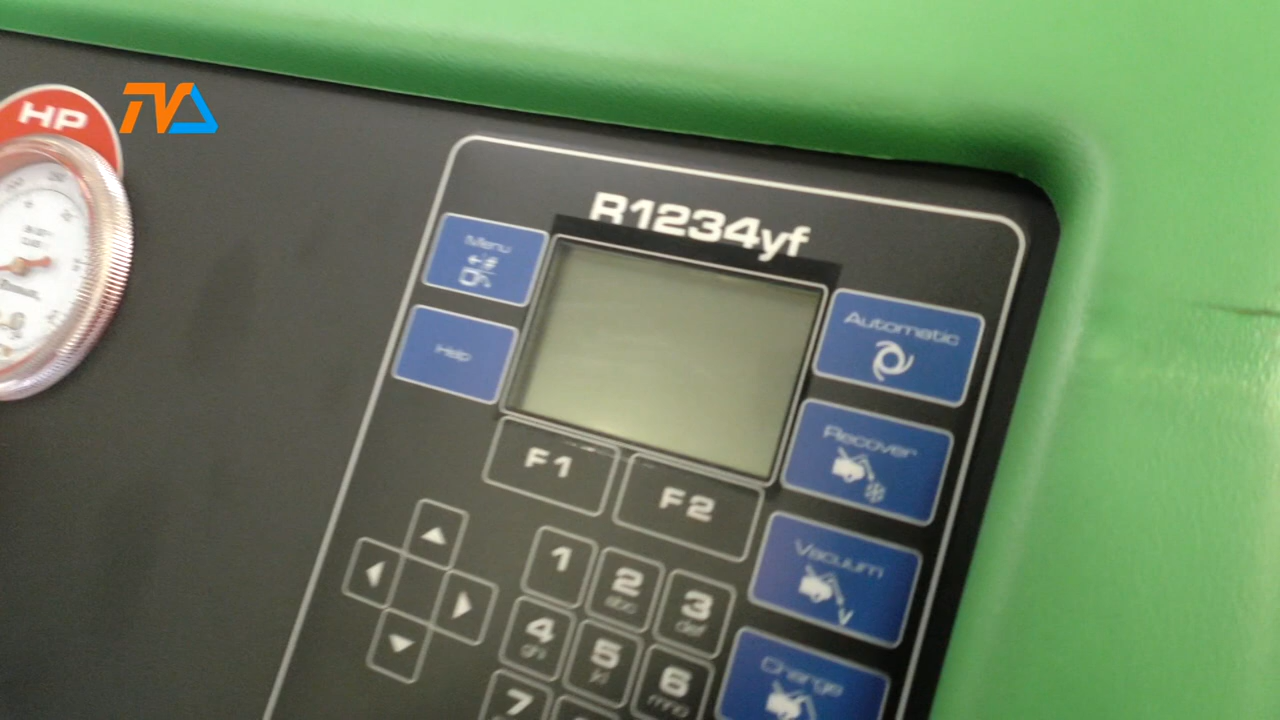 HP
TVA
R1234yf
Menu
Help
Automatic
Recover
F1
F2
Vacuum
1
2
abc
3
def
4
ghi
5
jkl
6
mno
Charge
7